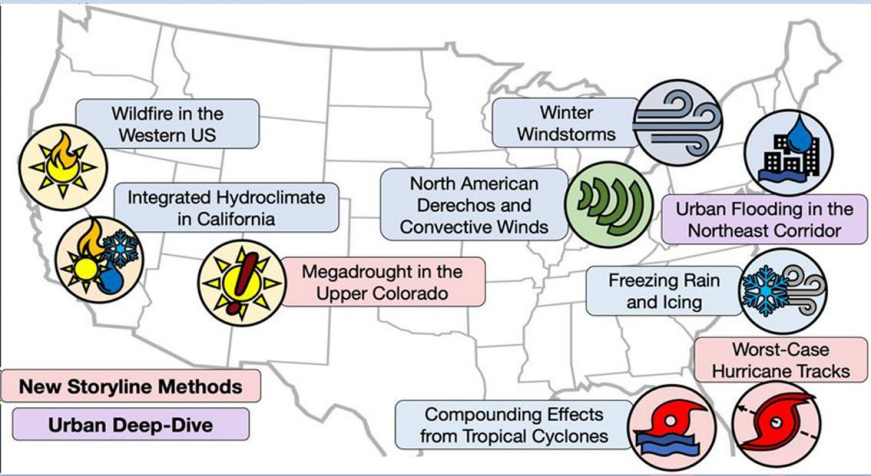 Wildfire in the
Western US
Winter
Windstorms
Integrated Hydroclimate
in California
North American
Derechos and
Convective Winds
Urban Flooding in the
Northeast Corridor
Megadrought in the
Upper Colorado
Freezing Rain
and Icing
Worst-Case
Hurricane Tracks
New Storyline Methods
Urban Deep-Dive
Compounding Effects
from Tropical Cyclones